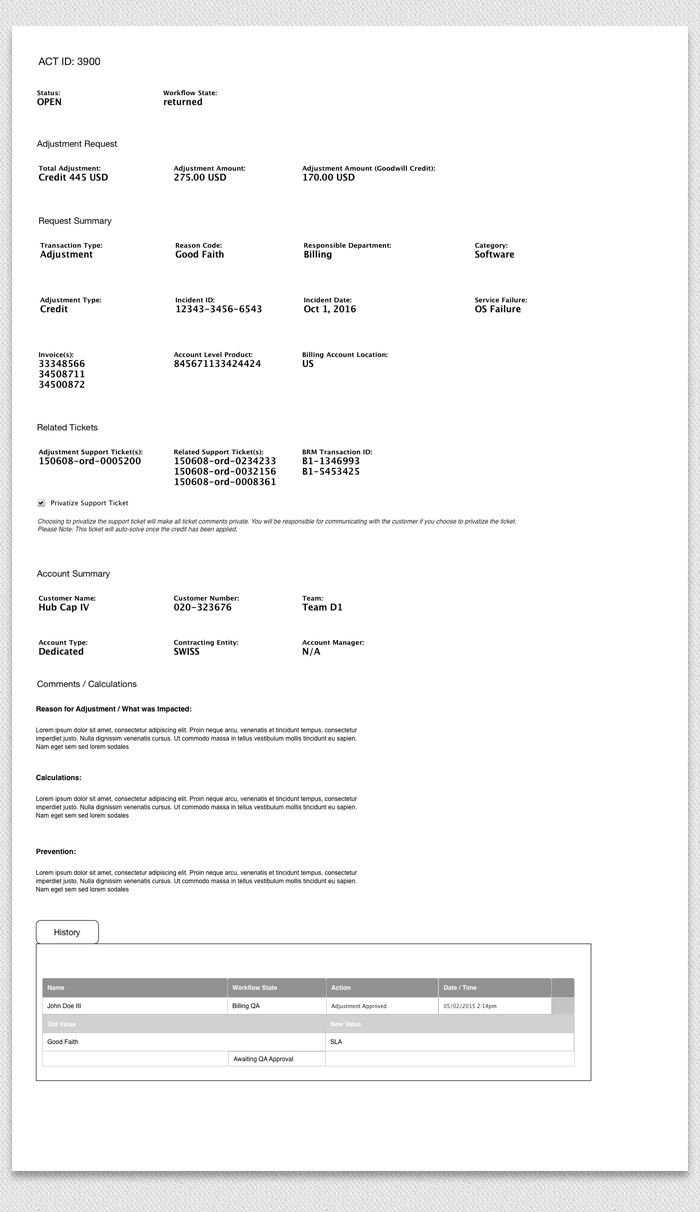 ACT ID: 3900
Status: Workflow State:
OPEN returned
Adjustment Request
Total Adjustment: Adjustment Amount: Adjustment Amount (Goodwill Credit):
Credit 445 USD 275.00 USD 170.00 USD
Request Summary
Transaction Type: Reason Code: Responsible Department: Category:
Adjustment Good Faith Billing Software
Adjustment Type: Incident ID: Incident Date: Service Failure:
Credit 12343-3456-6543 Oct 1, 2016 OS Failure
Invoice(s): Account Level Product: Billing Account Location:
33348566 845671133424424 US
34508711
34500872
Related Tickets
Adjustment Support Ticket(s): Related Support Ticket(s): BRM Transaction ID:
150608-ord-0005200 150608-ord-0234233 B1-1346993
150608-ord-0032156 B1-5453425
150608-ord-0008361
Privatize Support Ticket
Choosing to privatize the support ticket will make all ticket comments private. You will be responsible for communicating with the customer if you choose to privatize the ticket.
Please Note: This ticket will auto-solve once the credit has been applied.
Account Summary
Customer Name: Customer Number: Team:
Hub Cap IV 020-323676 Team D1
Account Type: Contracting Entity: Account Manager:
Dedicated SWISS N/A
Comments / Calculations
Reason for Adjustment / What was Impacted:
Lorem ipsum dolor sit amet, consectetur adipiscing elit. Proin neque arcu, venenatis et tincidunt tempus, consectetur
imperdiet justo. Nulla dignissim venenatis cursus. Ut commodo massa in tellus vestibulum mollis tincidunt eu sapien.
Nam eget sem sed lorem sodales
Calculations:
Lorem ipsum dolor sit amet, consectetur adipiscing elit. Proin neque arcu, venenatis et tincidunt tempus, consectetur
imperdiet justo. Nulla dignissim venenatis cursus. Ut commodo massa in tellus vestibulum mollis tincidunt eu sapien.
Nam eget sem sed lorem sodales
Prevention:
Lorem ipsum dolor sit amet, consectetur adipiscing elit. Proin neque arcu, venenatis et tincidunt tempus, consectetur
imperdiet justo. Nulla dignissim venenatis cursus. Ut commodo massa in tellus vestibulum mollis tincidunt eu sapien.
Nam eget sem sed lorem sodales
History
Name Workflow State Action Date / Time
John Doe III Billing QA Adjustment Approved 05/02/2015 2:14pm
Old Value New Value
Good Faith SLA
Awaiting QA Approval